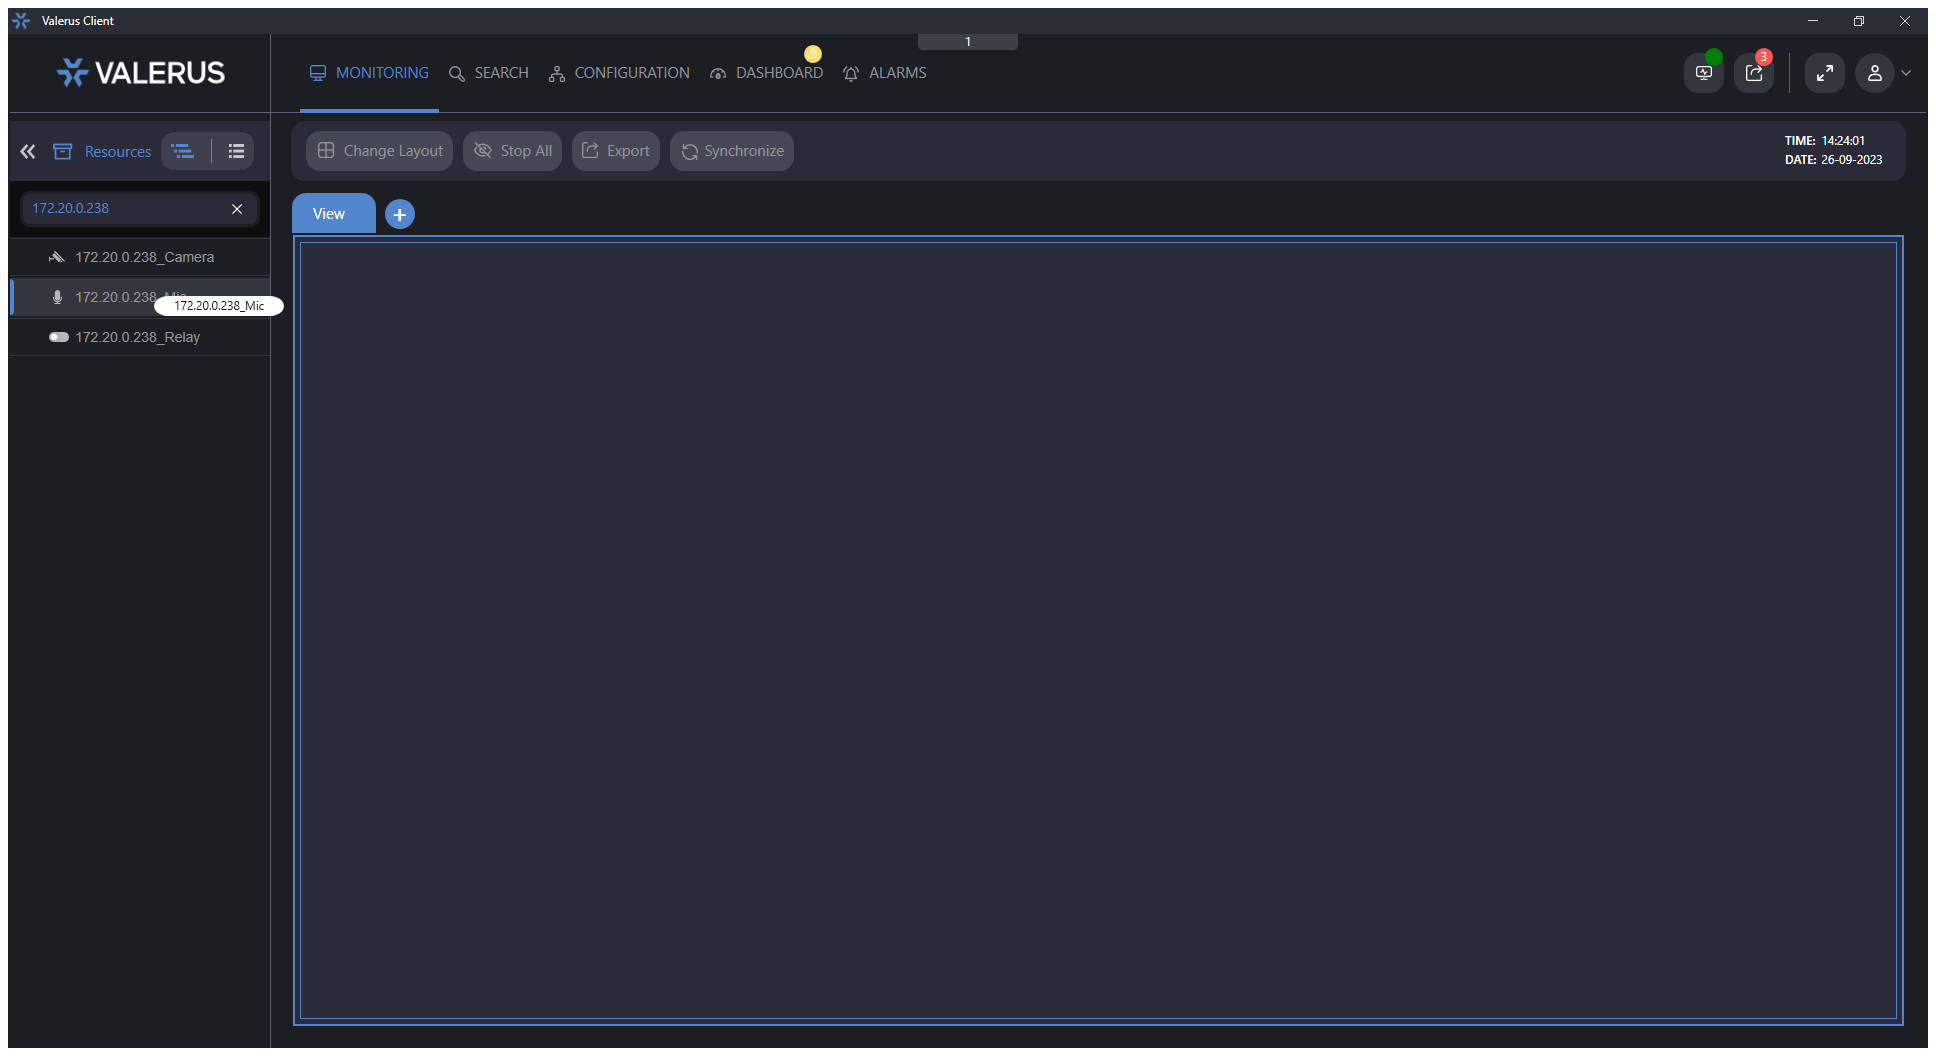 Valerus Client
VALERUS
1
MONITORING SEARCH CONFIGURATION DASHBOARD ALARMS
3
Resources
Change Layout Stop All Export Synchronize
TIME: 14:24:01
DATE: 26-09-2023
172.20.0.238
View
172.20.0.238_Camera
172.20.0.238_Mic
172.20.0.238_Mic
172.20.0.238_Relay